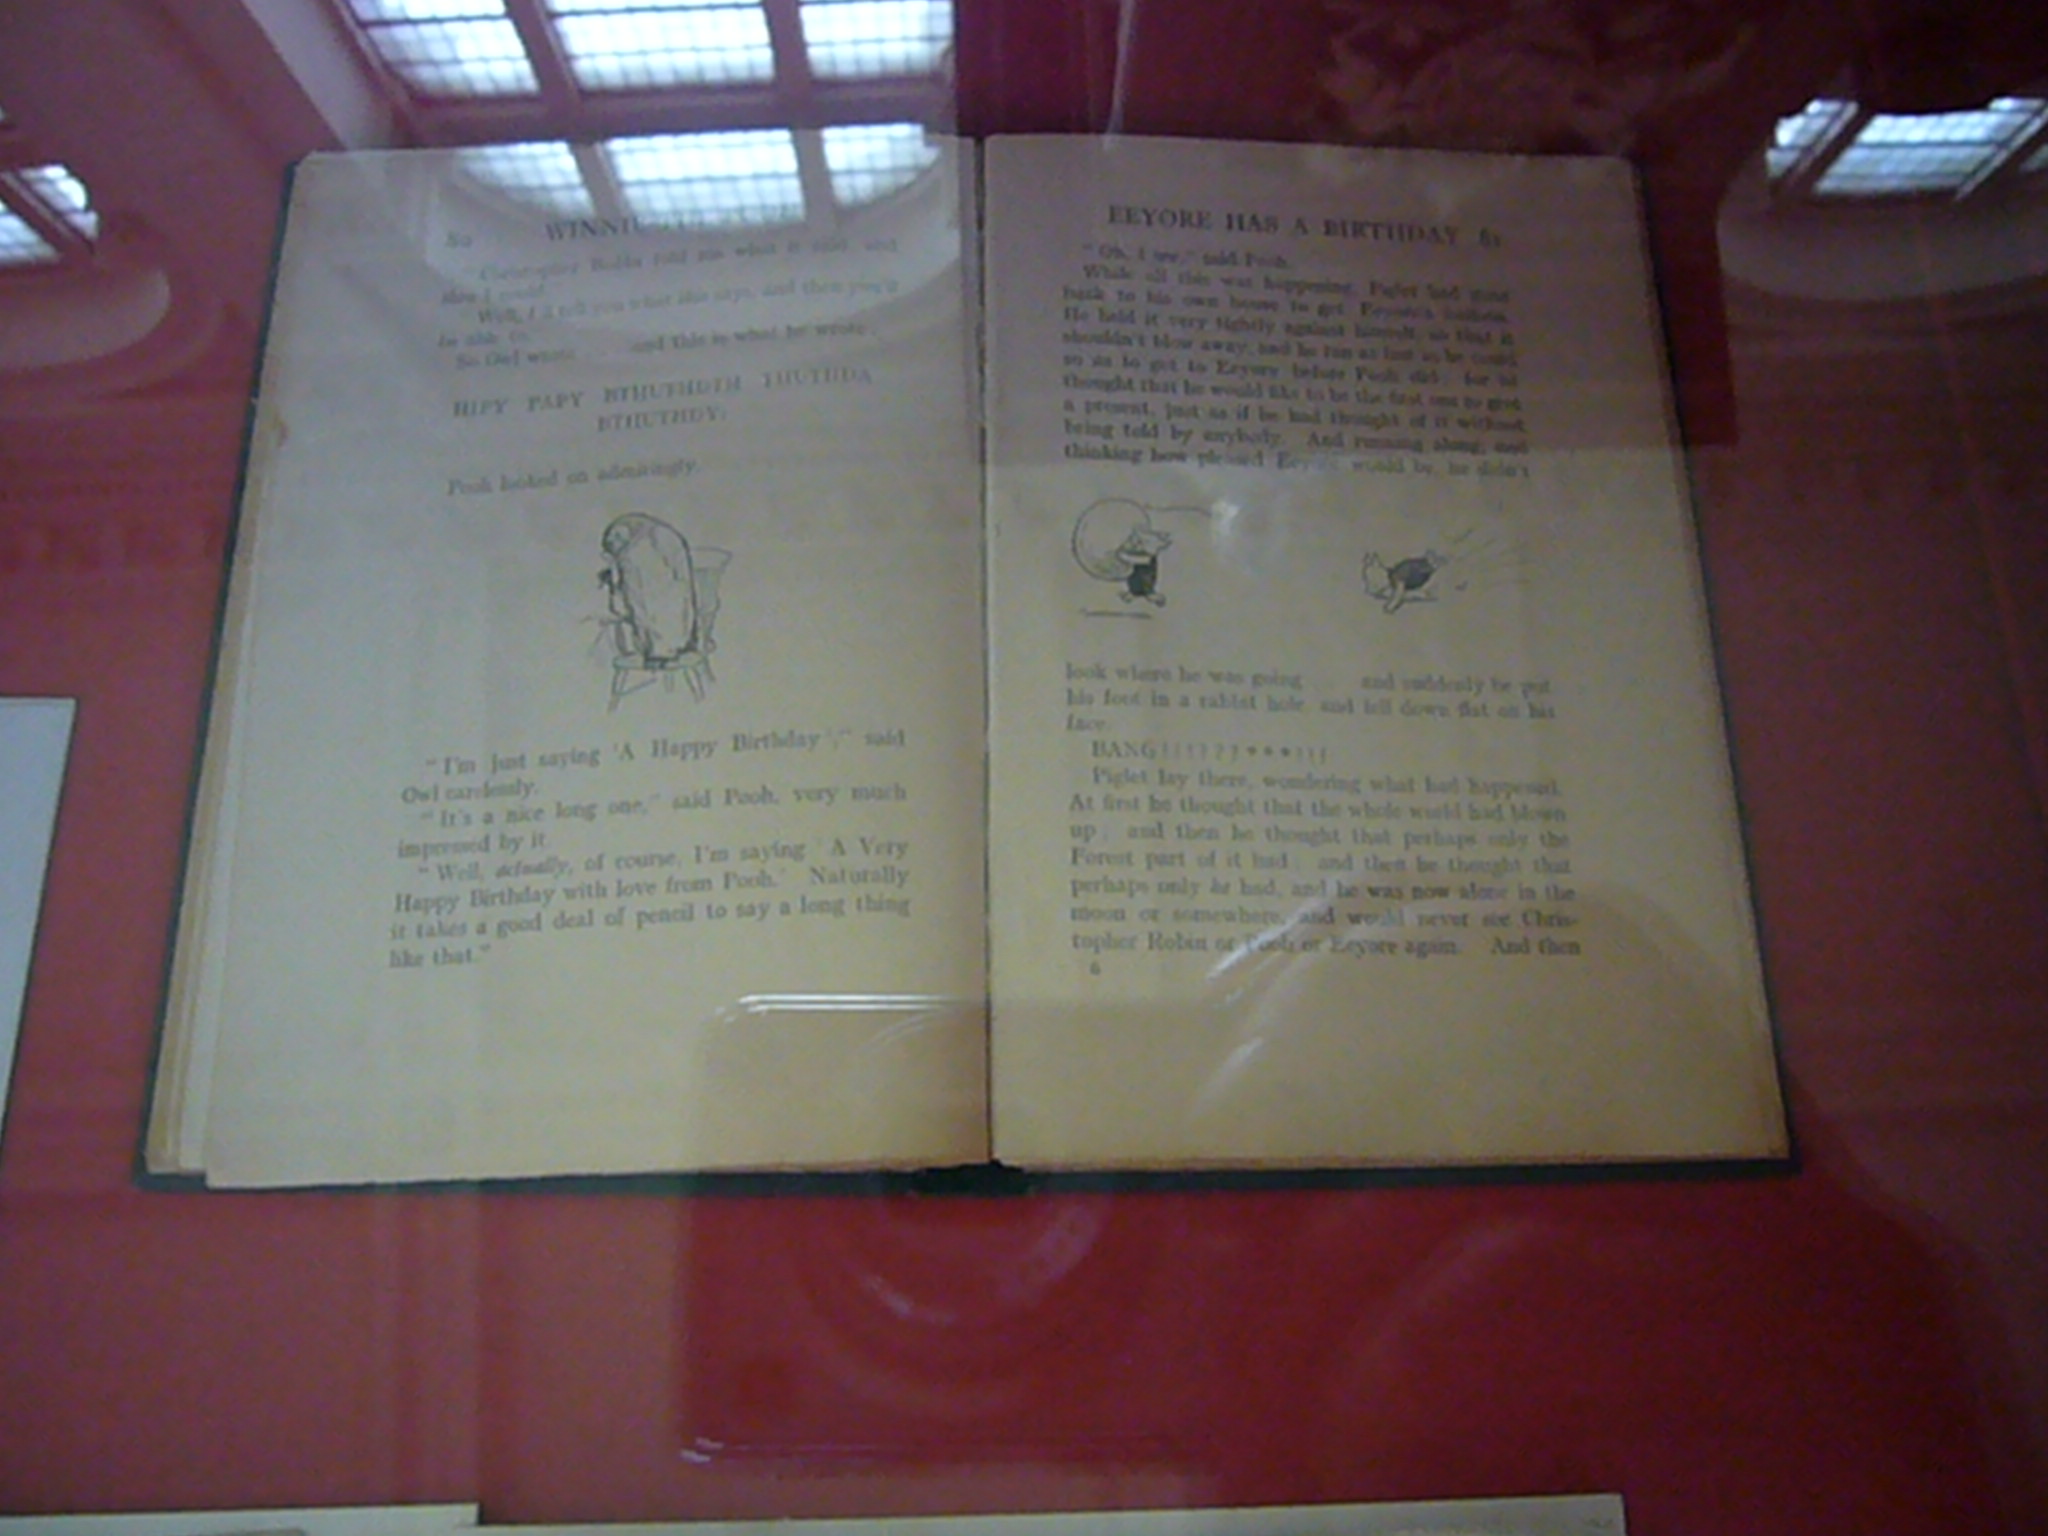 80 WINNIE-THE-POOH
"Christopher Robin told me what it said, and
then I could."
"Well, I'll tell you what this says, and then you'll
be able to."
So Owl wrote . . . and this is what he wrote:
HIPY PAPY BTHUTHDTH THUTHDA
BTHUTHDY.
Pooh looked on admiringly.
"I'm just saying 'A Happy Birthday'," said
Owl carelessly.
"It's a nice long one," said Pooh, very much
impressed by it.
"Well, actually, of course, I'm saying 'A Very
Happy Birthday with love from Pooh.' Naturally
it takes a good deal of pencil to say a long thing
like that."
EEYORE HAS A BIRTHDAY 81
"Oh, I see," said Pooh.
While all this was happening, Piglet had gone
back to his own house to get Eeyore's balloon.
He held it very tightly against himself, so that it
shouldn't blow away, and he ran as fast as he could
so as to get to Eeyore before Pooh did; for he
thought that he would like to be the first one to give
a present, just as if he had thought of it without
being told by anybody. And running along, and
thinking how pleased Eeyore would be, he didn't
look where he was going . . . and suddenly he put
his foot in a rabbit hole, and fell down flat on his
face.
BANG!!!???***!!!
Piglet lay there, wondering what had happened.
At first he thought that the whole world had blown
up; and then he thought that perhaps only the
Forest part of it had; and then he thought that
perhaps only he had, and he was now alone in the
moon or somewhere, and would never see Chris-
topher Robin or Pooh or Eeyore again. And then
6